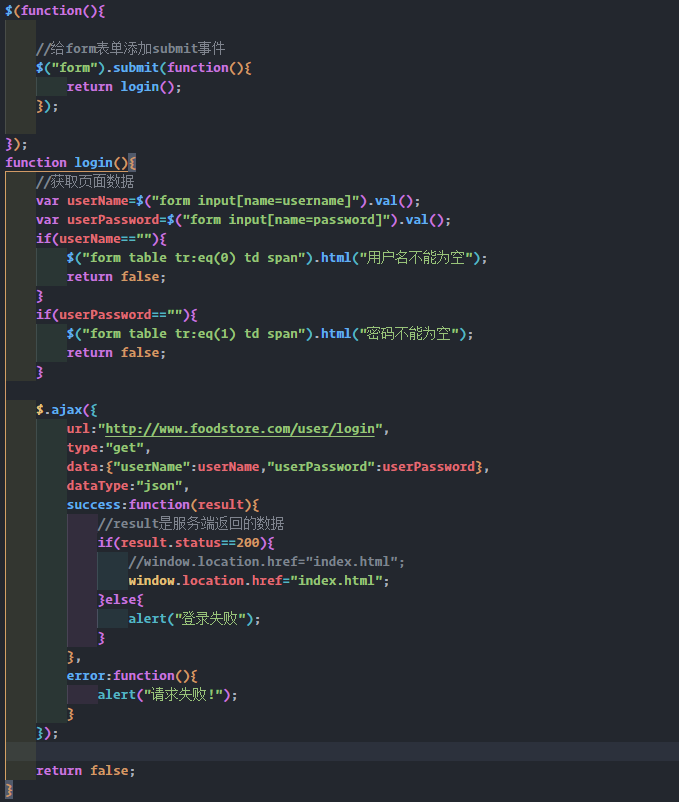 $(function(){
//给form表单添加submit事件
$("form").submit(function(){
return login();
});
});
function login(){
//获取页面数据
var userName=$("form input[name=username]").val();
var userPassword=$("form input[name=password]").val();
if(userName==""){
$("form table tr:eq(0) td span").html("用户名不能为空");
return false;
}
if(userPassword==""){
$("form table tr:eq(1) td span").html("密码不能为空");
return false;
}
$.ajax({
url:"http://www.foodstore.com/user/login",
type:"get",
data:{"userName":userName,"userPassword":userPassword},
dataType:"json",
success:function(result){
//result是服务端返回的数据
if(result.status==200){
//window.location.href="index.html";
window.location.href="index.html";
}else{
alert("登录失败");
}
},
error:function(){
alert("请求失败!");
}
});
return false;
}